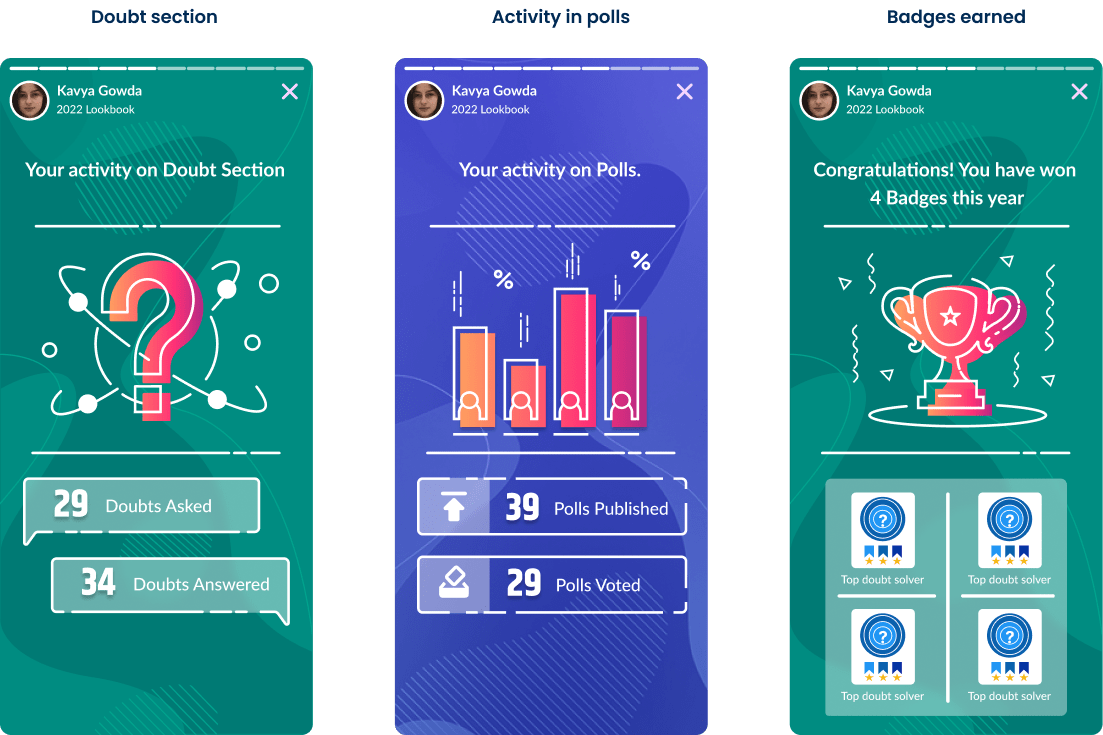 Doubt section
Kavya Gowda
2022 Lookbook
Your activity on Doubt Section
29 Doubts Asked
34 Doubts Answered
Activity in polls
Kavya Gowda
2022 Lookbook
Your activity on Polls.
%
%
39 Polls Published
29 Polls Voted
Badges earned
Kavya Gowda
2022 Lookbook
Congratulations! You have won
4 Badges this year
?
?
Top doubt solver
Top doubt solver
?
?
Top doubt solver
Top doubt solver